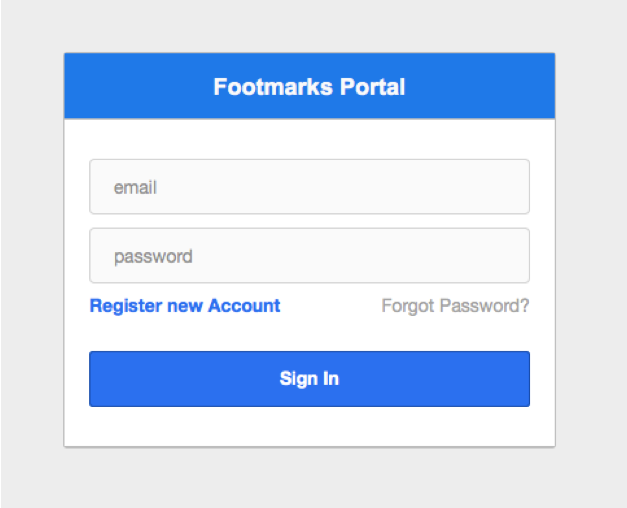 Footmarks Portal
email
password
Register new Account Forgot Password?
Sign In